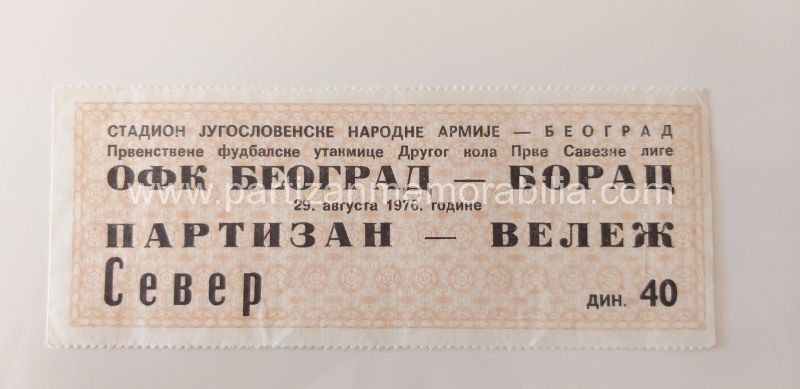 СТАДИОН ЈУГОСЛОВЕНСКЕ НАРОДНЕ АРМИЈЕ — БЕОГРАД
Првенствене фудбалске утакмице Другог кола Прве Савезне лиге
ОФК БЕОГРАД — БОРАЦ
www.partizanmemorabilia.com
29. августа 1976. године
ПАРТИЗАН — ВЕЛЕЖ
Север
дин. 40